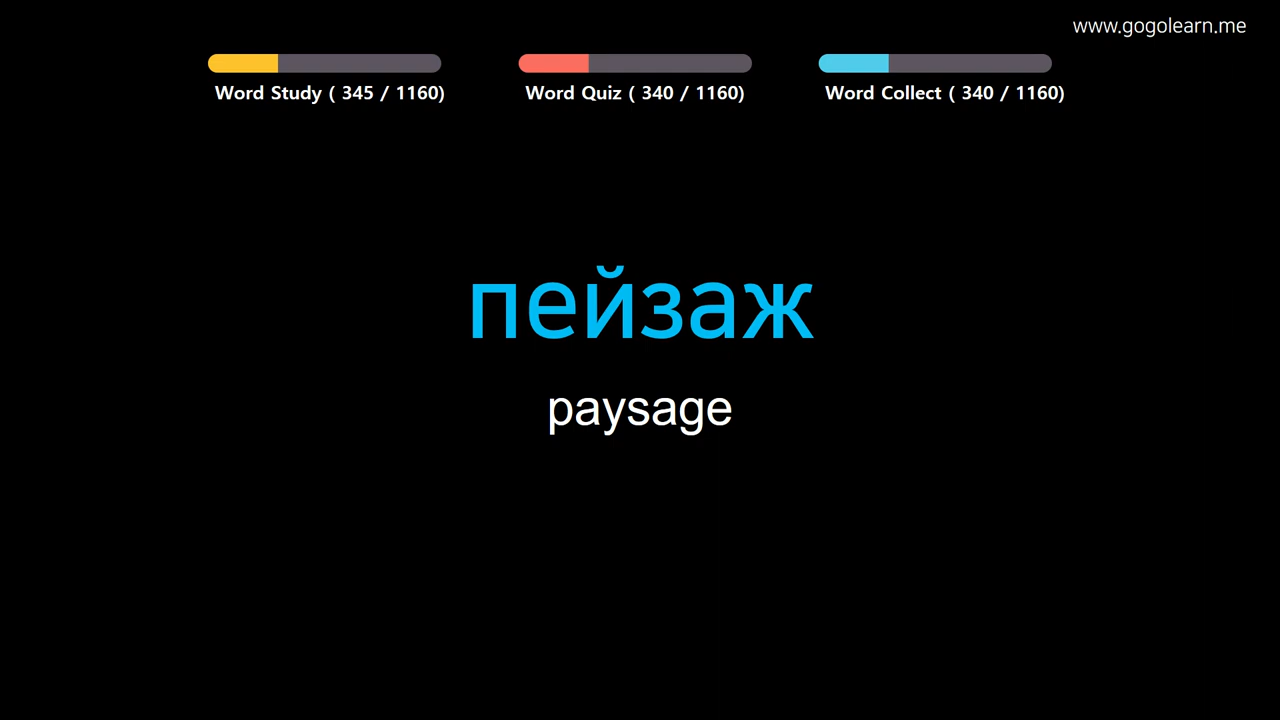 www.gogolearn.me
Word Study ( 345 / 1160)
Word Quiz ( 340 / 1160)
Word Collect ( 340 / 1160)
пейзаж
paysage